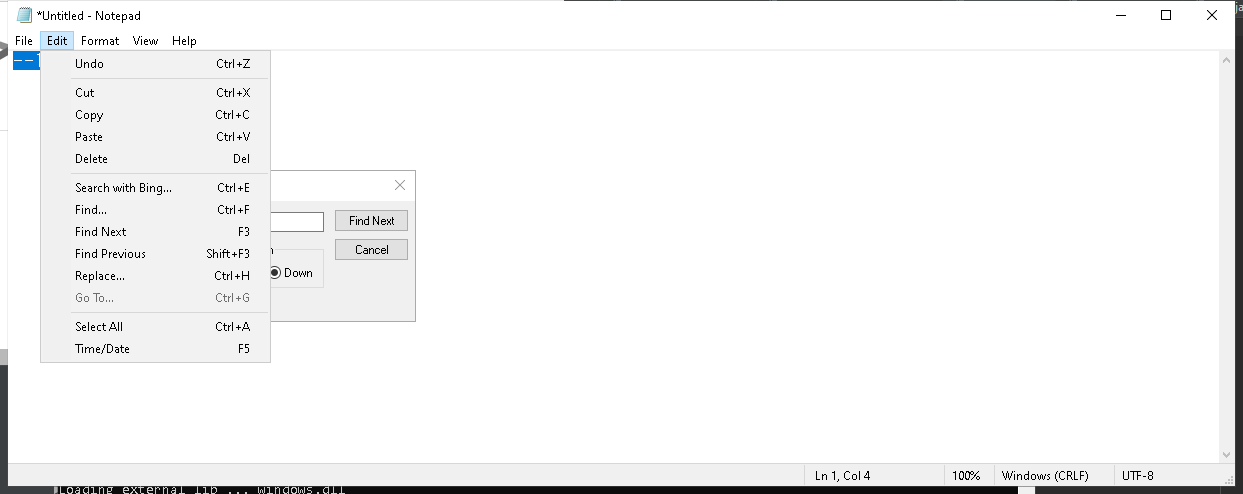 *Untitled - Notepad
File Edit Format View Help
--
Undo Ctrl+Z
Cut Ctrl+X
Copy Ctrl+C
Paste Ctrl+V
Delete Del
Search with Bing... Ctrl+E
Find... Ctrl+F
Find Next F3
Find Previous Shift+F3
Replace... Ctrl+H
Go To... Ctrl+G
Select All Ctrl+A
Time/Date F5
Find Next
Cancel
Down
Ln 1, Col 4
100%
Windows (CRLF)
UTF-8
Loading external lib ... windows.dll